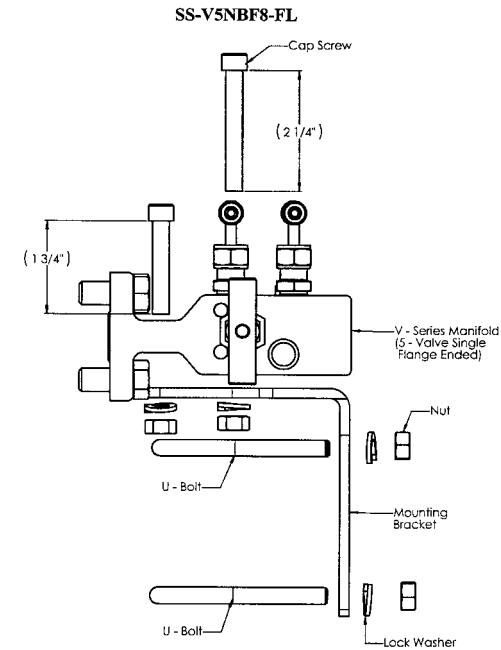 SS-V5NBF8-FL
Cap Screw
( 2 1/4" )
( 1 3/4" )
V - Series Manifold
(5 - Valve Single
Flange Ended)
Nut
U - Bolt
Mounting
Bracket
U - Bolt
Lock Washer